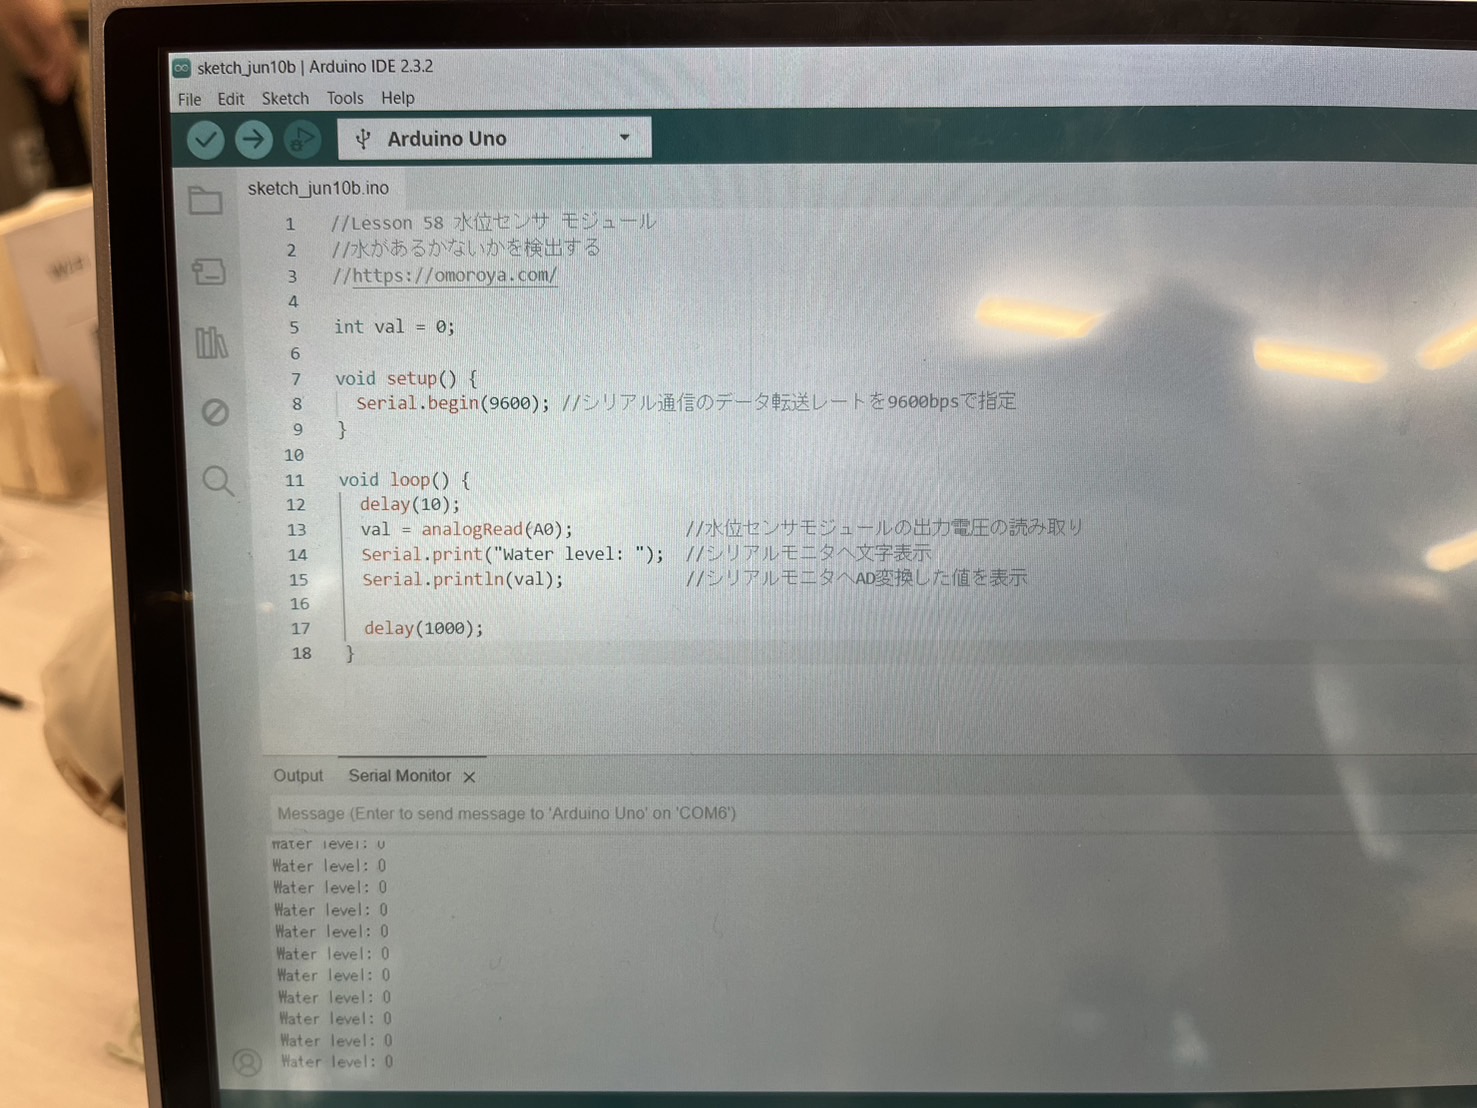 sketch_jun10b | Arduino IDE 2.3.2
File Edit Sketch Tools Help
Arduino Uno
sketch_jun10b.ino
1 //Lesson 58 水位センサ モジュール
2 //水があるかないかを検出する
3 //https://omoroya.com/
4
5 int val = 0;
6
7 void setup() {
8 Serial.begin(9600); //シリアル通信のデータ転送レートを9600bpsで指定
9 }
10
11 void loop() {
12 delay(10);
13 val = analogRead(A0); //水位センサモジュールの出力電圧の読み取り
14 Serial.print("Water level: "); //シリアルモニタへ文字表示
15 Serial.println(val); //シリアルモニタへAD変換した値を表示
16
17 delay(1000);
18 }
Output Serial Monitor
Message (Enter to send message to 'Arduino Uno' on 'COM6')
Water level: 0
Water level: 0
Water level: 0
Water level: 0
Water level: 0
Water level: 0
Water level: 0
Water level: 0
Water level: 0
Water level: 0
Water level: 0